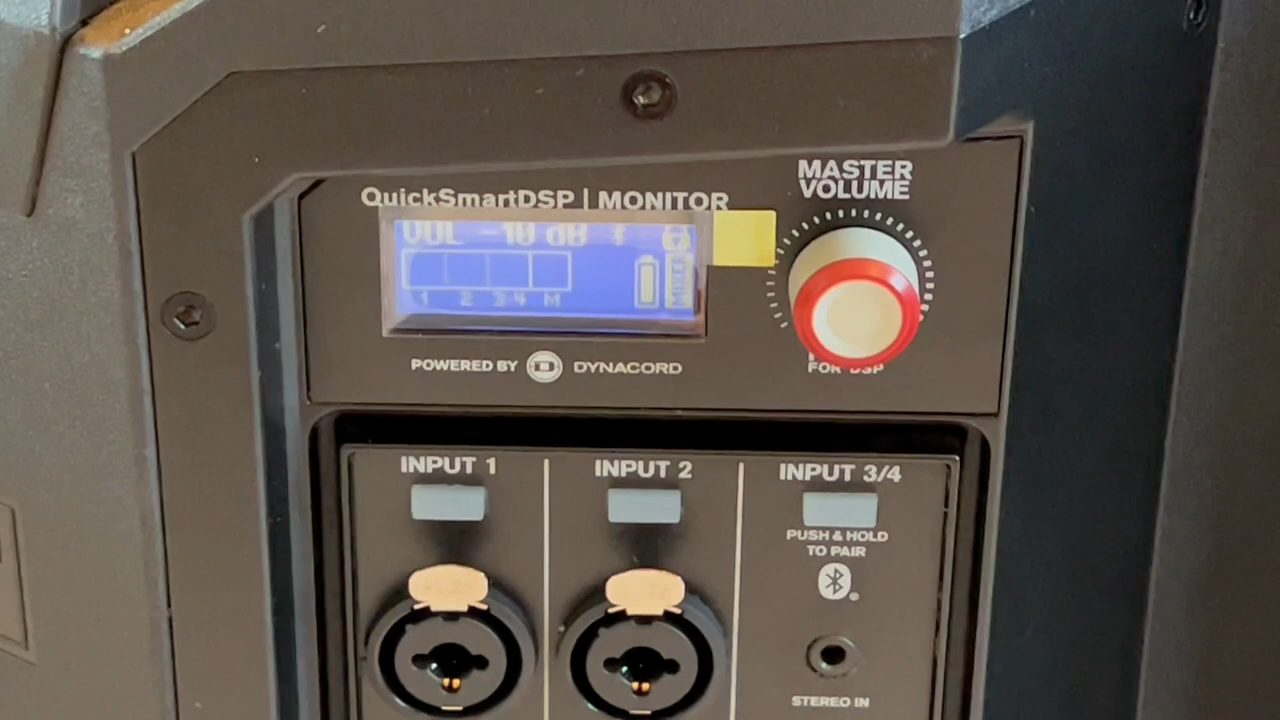 MASTER
VOLUME
QuickSmartDSP | MONITOR
VOL -10 dB
1 2 3 4 M
POWERED BY DYNACORD
FOR DSP
INPUT 1
INPUT 2
INPUT 3/4
PUSH & HOLD
TO PAIR
STEREO IN